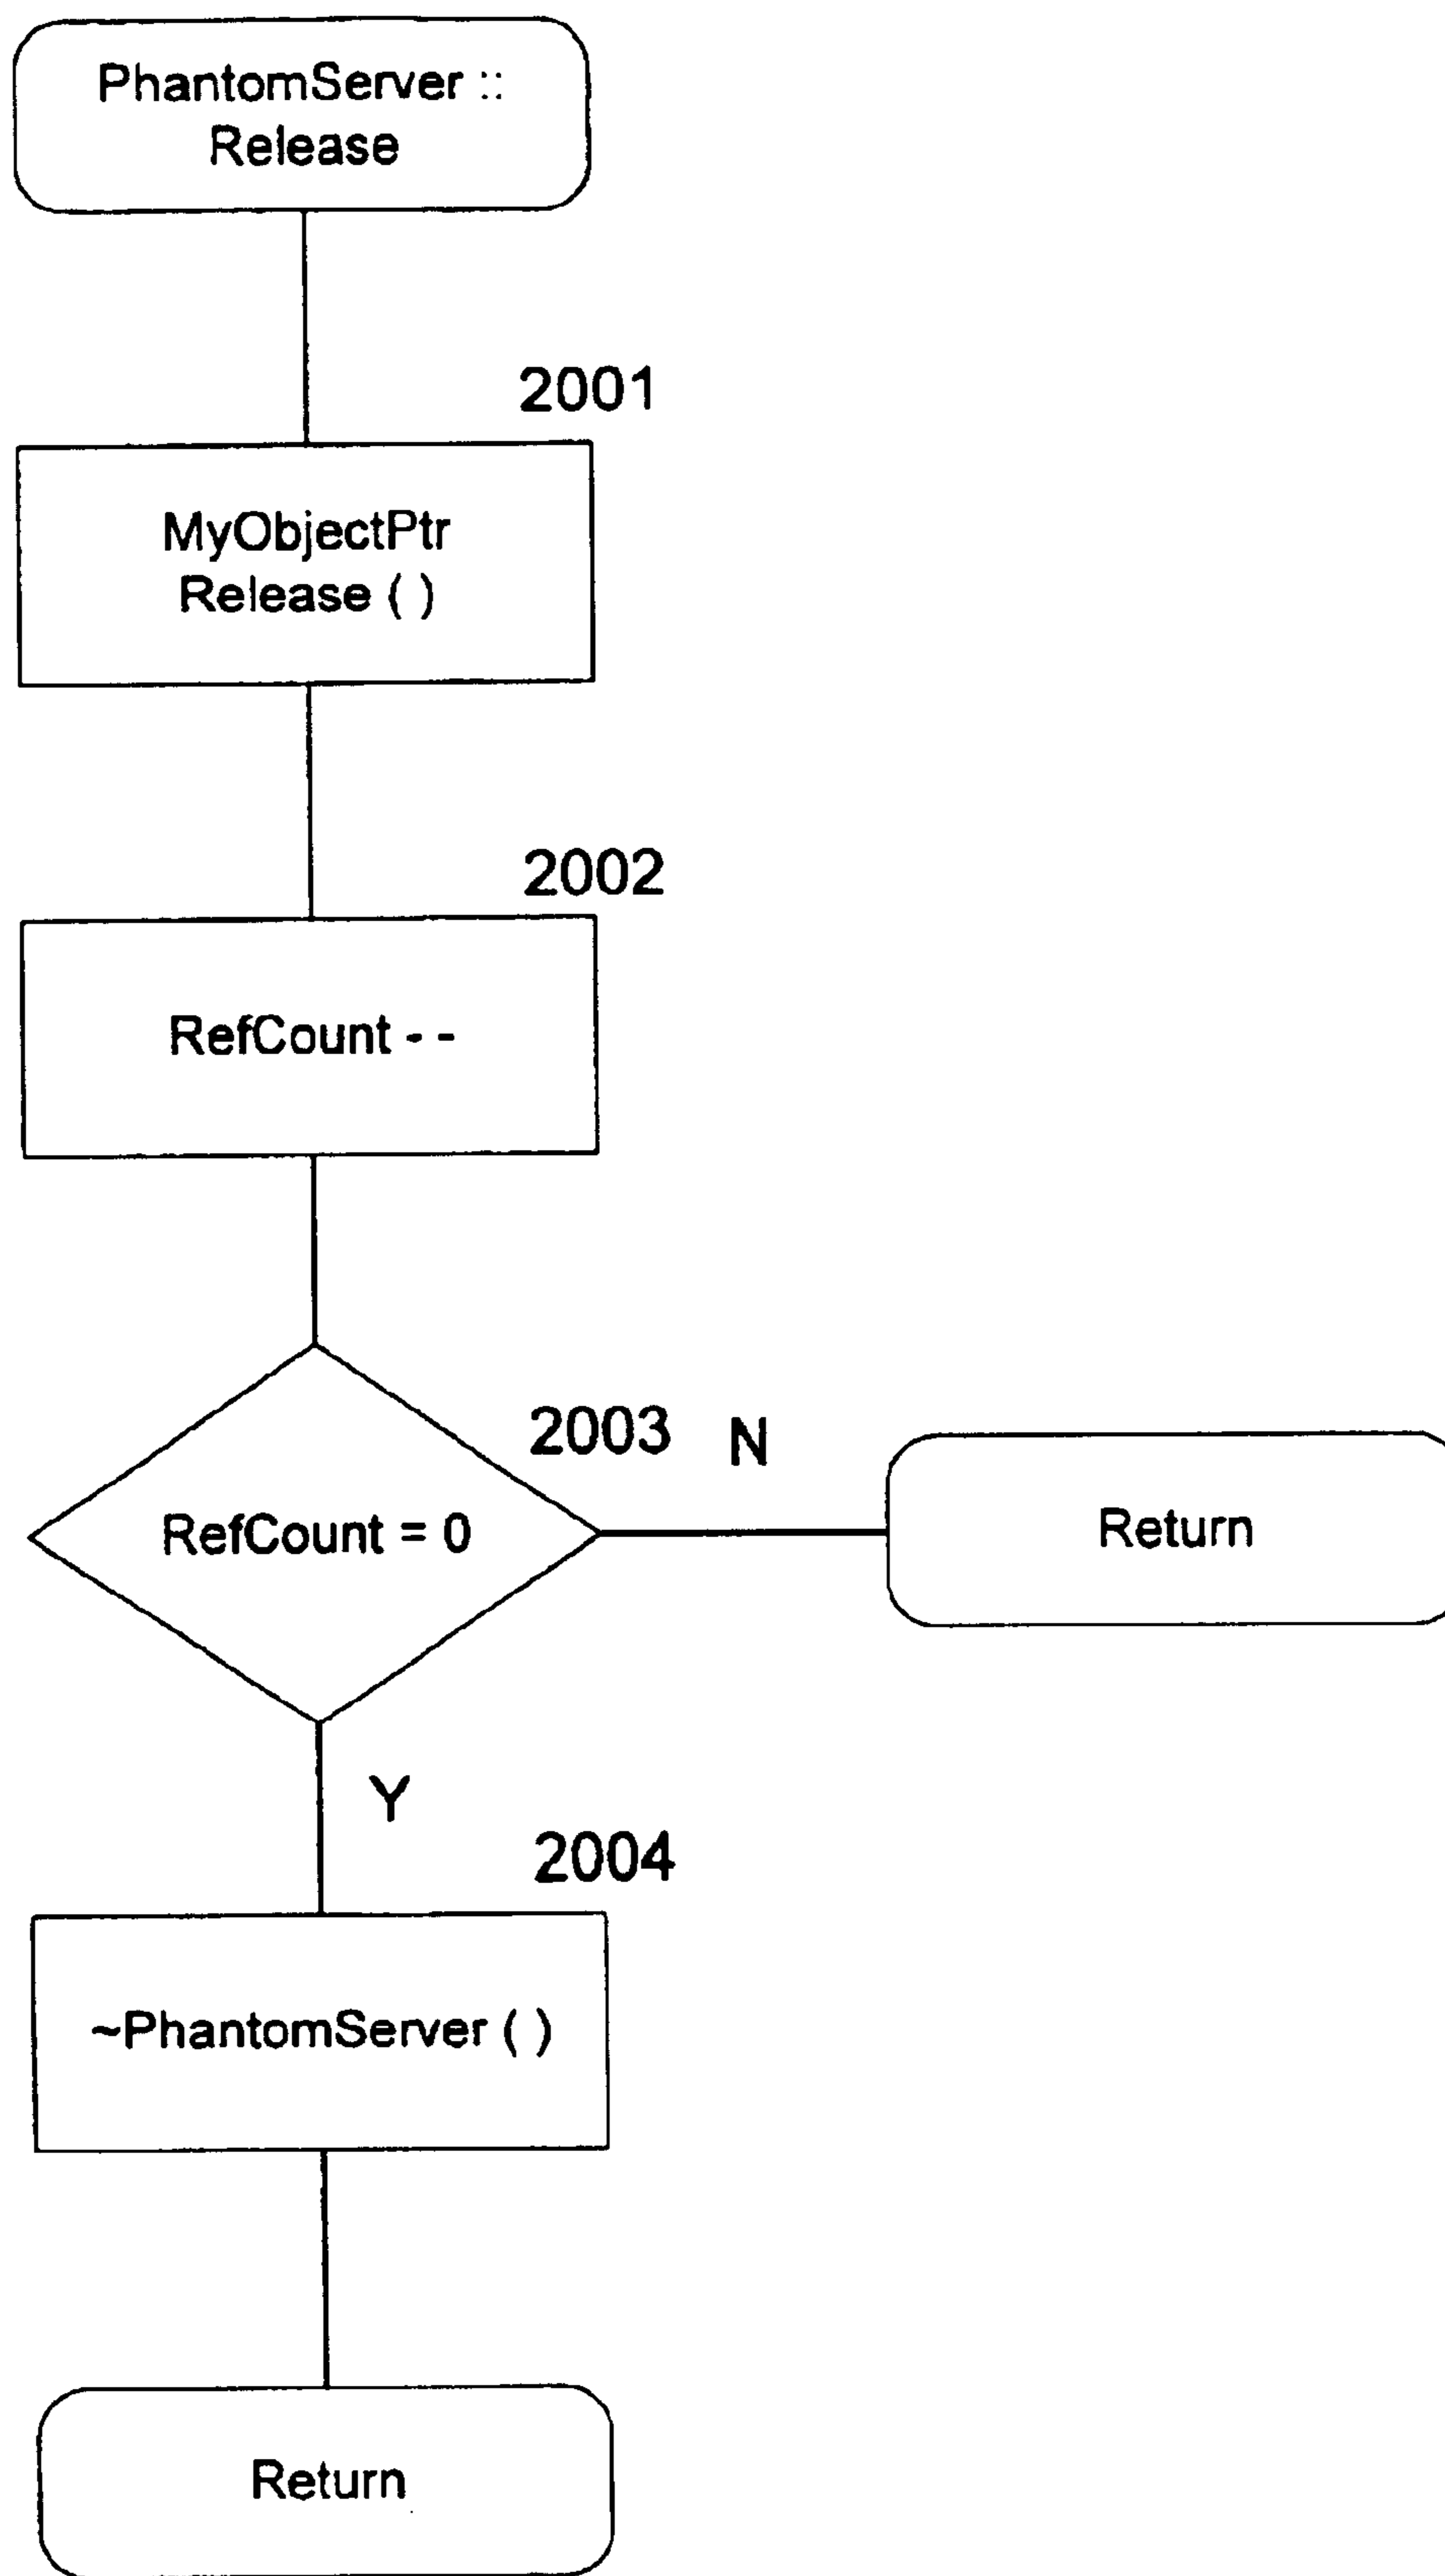 PhantomServer ::
Release
2001
MyObjectPtr
Release ( )
2002
RefCount - -
2003
N
RefCount = 0
Return
Y
2004
~PhantomServer ( )
Return